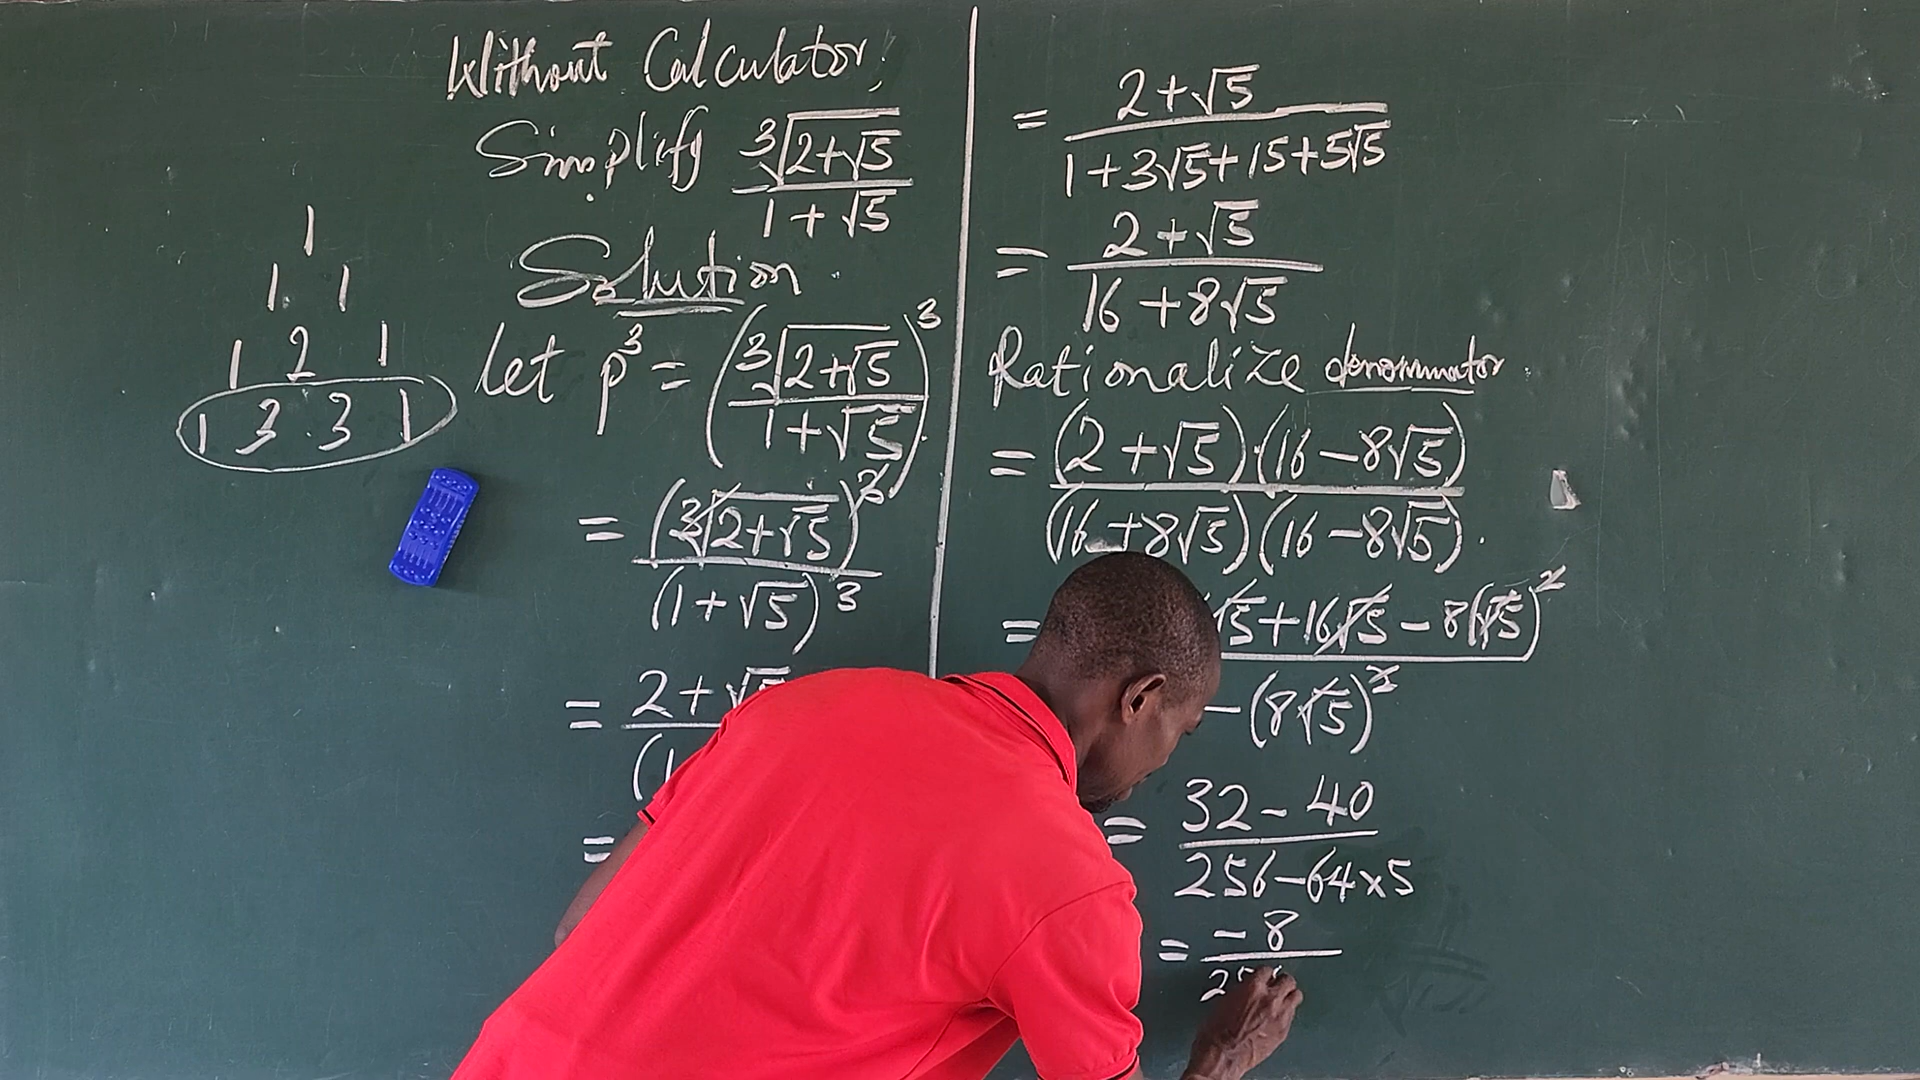 Without Calculator,
Simplify ∛(2+√5) / (1+√5)
Solution
1
1 1
1 2 1
1 3 3 1
let p³ = (∛(2+√5) / (1+√5))³
= (∛(2+√5))³ / (1+√5)³
= 2+√5
(1
=
= (2+√5) / (1+3√5+15+5√5)
= (2+√5) / (16+8√5)
Rationalize denominator
= (2+√5)·(16-8√5) / (16+8√5)(16-8√5).
= √5+16√5-8(√5)²
-(8√5)²
= (32-40) / (256-64×5)
= -8